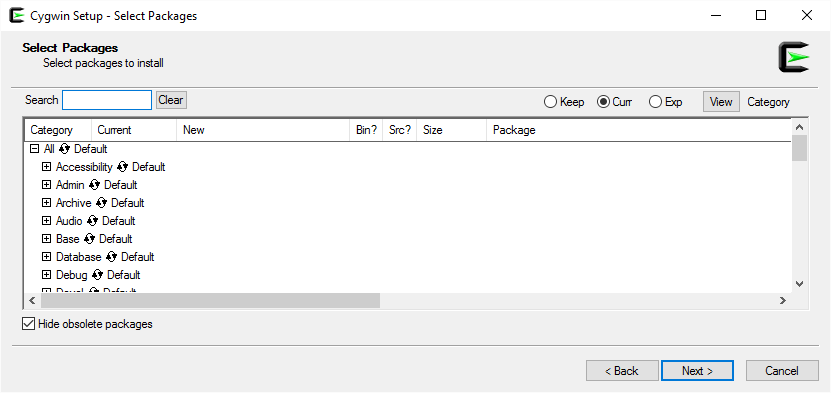 Cygwin Setup - Select Packages
Select Packages
Select packages to install
Search Clear Keep Curr Exp View Category
Category Current New Bin? Src? Size Package
All Default
Accessibility Default
Admin Default
Archive Default
Audio Default
Base Default
Database Default
Debug Default
Devel Default
Hide obsolete packages
< Back Next > Cancel